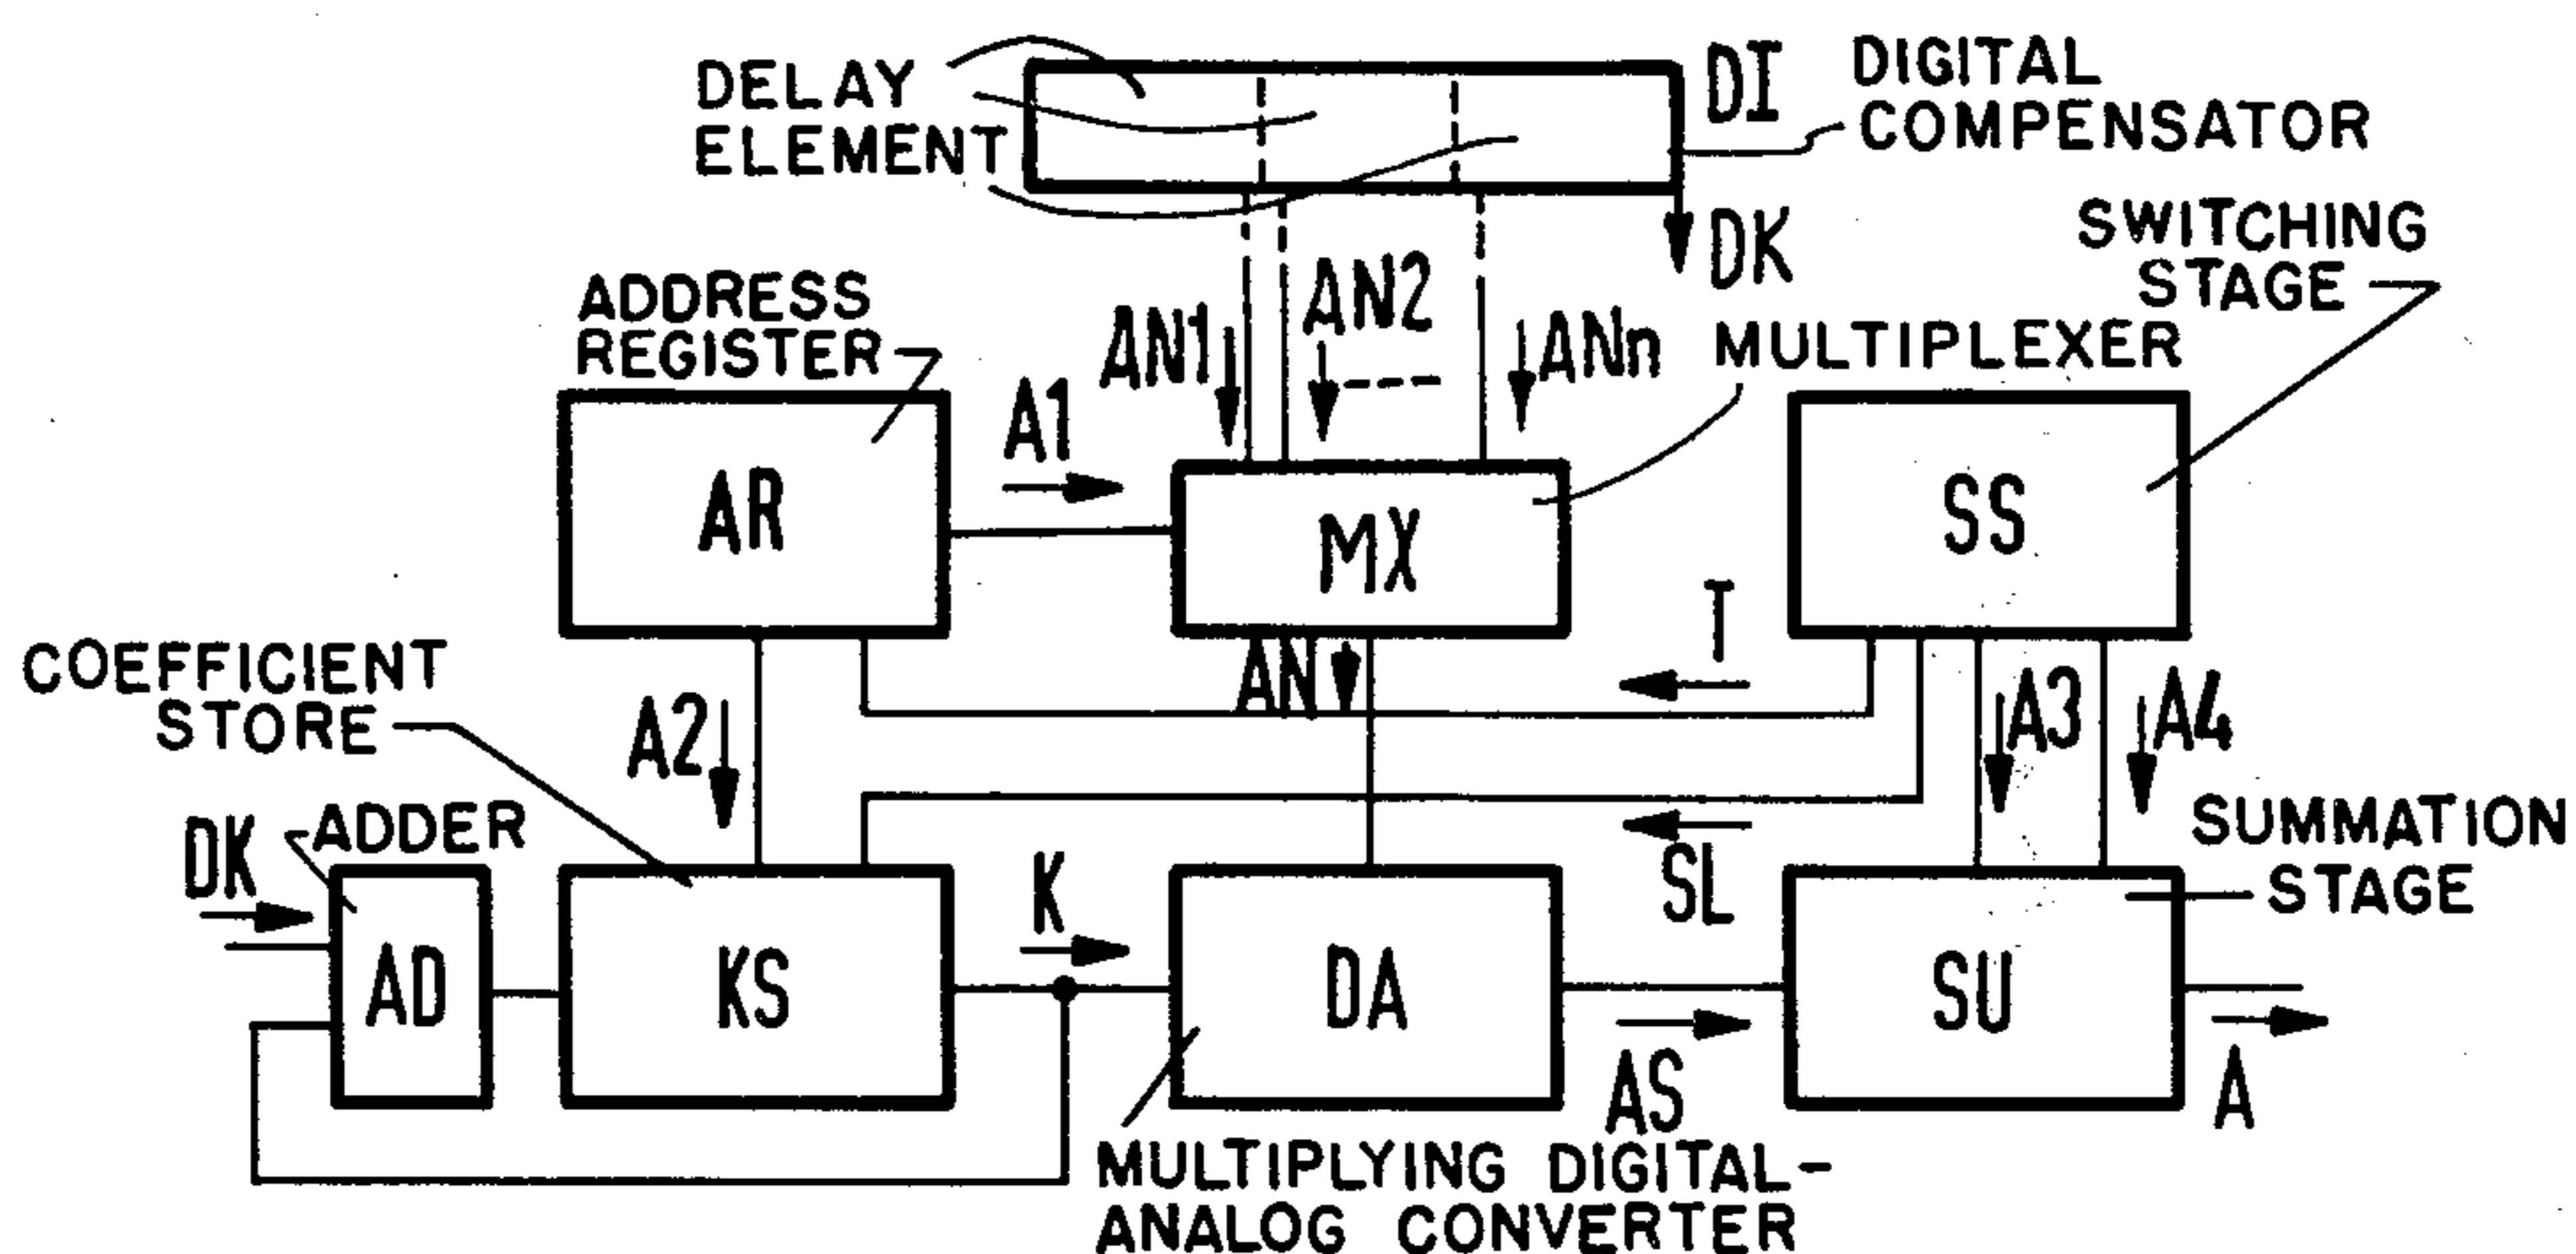 DELAY
ELEMENT
DI
DIGITAL
COMPENSATOR
DK
SWITCHING
STAGE
ADDRESS
REGISTER
AN1
AN2
ANn
MULTIPLEXER
A1
AR
MX
SS
T
AN
COEFFICIENT
STORE
A2
A3
A4
DK
ADDER
K
SL
SUMMATION
STAGE
AD
KS
DA
SU
AS
A
MULTIPLYING DIGITAL-
ANALOG CONVERTER